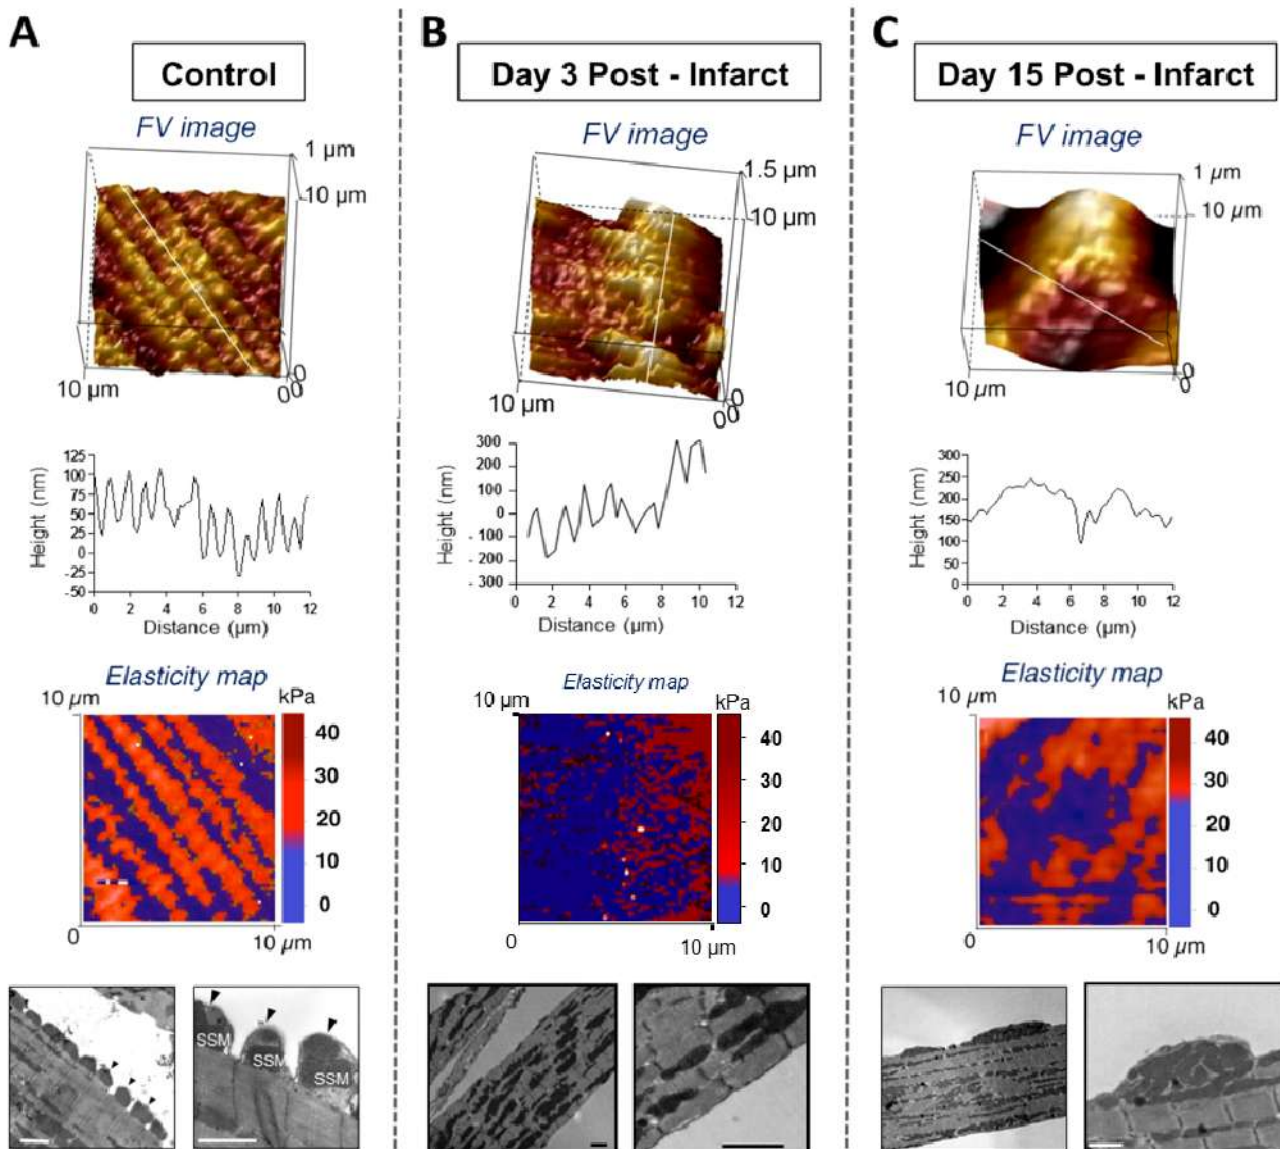 A
Control
FV image
1 µm
10 µm
0
0
10 µm
125
100
75
50
25
0
-25
-50
Height (nm)
0 2 4 6 8 10 12
Distance (µm)
Elasticity map
10 µm
kPa
40
30
20
10
0
0
10 µm
SSM
SSM
SSM
B
Day 3 Post - Infarct
FV image
1.5 µm
10 µm
0
0
10 µm
300
200
100
0
- 100
- 200
- 300
Height (nm)
0 2 4 6 8 10 12
Distance (µm)
Elasticity map
10 µm
kPa
40
30
20
10
0
0
10 µm
C
Day 15 Post - Infarct
FV image
1 µm
10 µm
0
0
10 µm
300
250
200
150
100
50
0
Height (nm)
0 2 4 6 8 10 12
Distance (µm)
Elasticity map
10 µm
kPa
40
30
20
10
0
0
10 µm